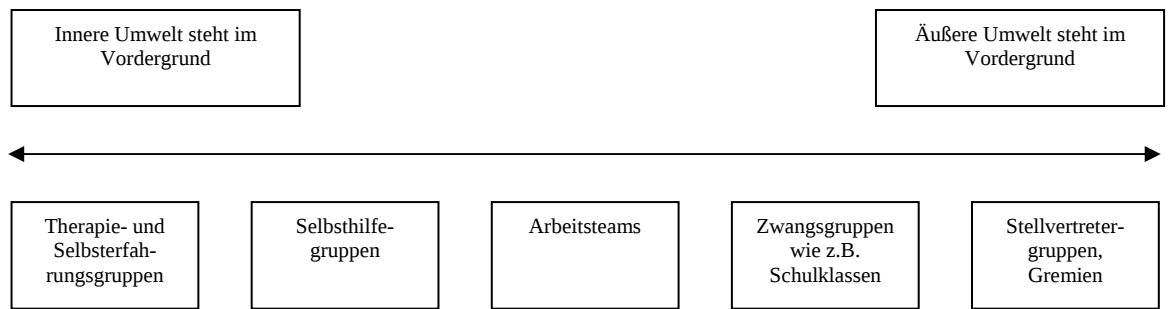 Innere Umwelt steht im
Vordergrund
Äußere Umwelt steht im
Vordergrund
Therapie- und
Selbsterfah-
rungsgruppen
Selbsthilfe-
gruppen
Arbeitsteams
Zwangsgruppen
wie z.B.
Schulklassen
Stellvertreter-
gruppen,
Gremien